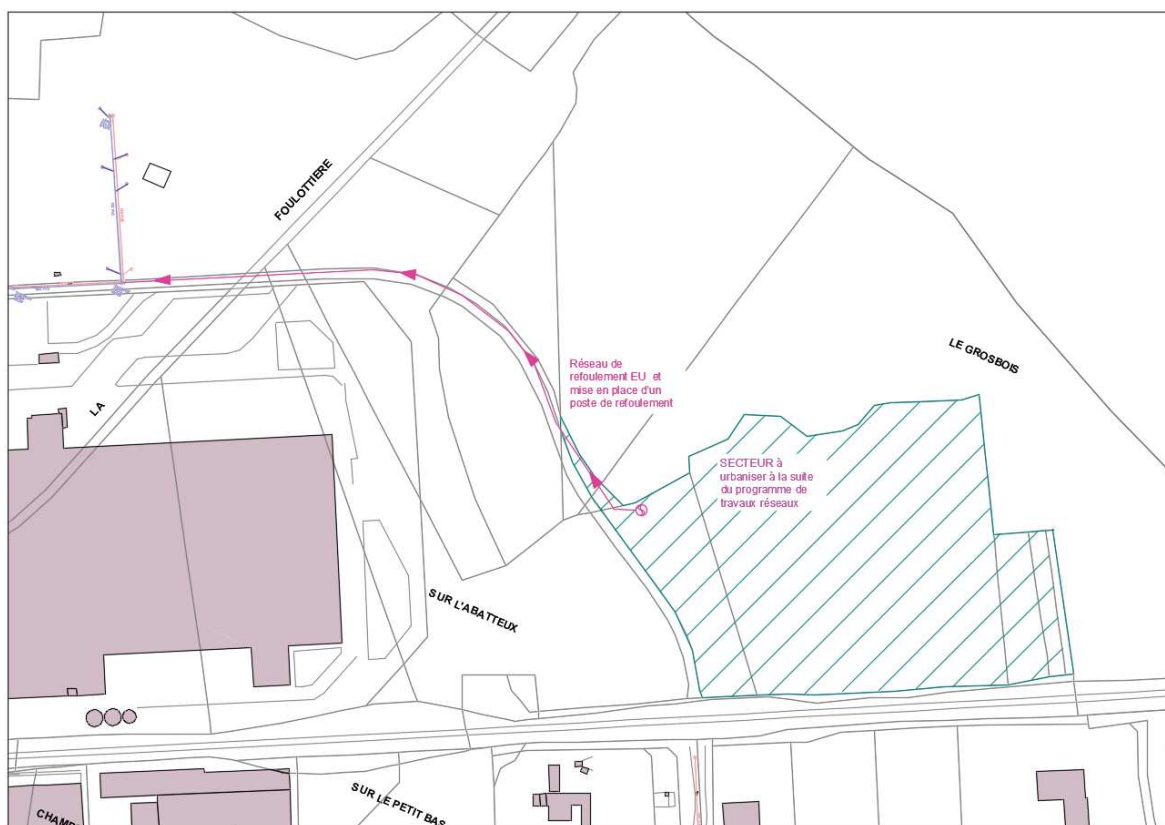 FOULOTTIERE
LA
LE GROSBOIS
Réseau de
refoulement EU et
mise en place d'un
poste de refoulement
SECTEUR à
urbaniser à la suite
du programme de
travaux réseaux
SUR L'ABATTEUX
SUR LE PETIT BAS
CHAMP